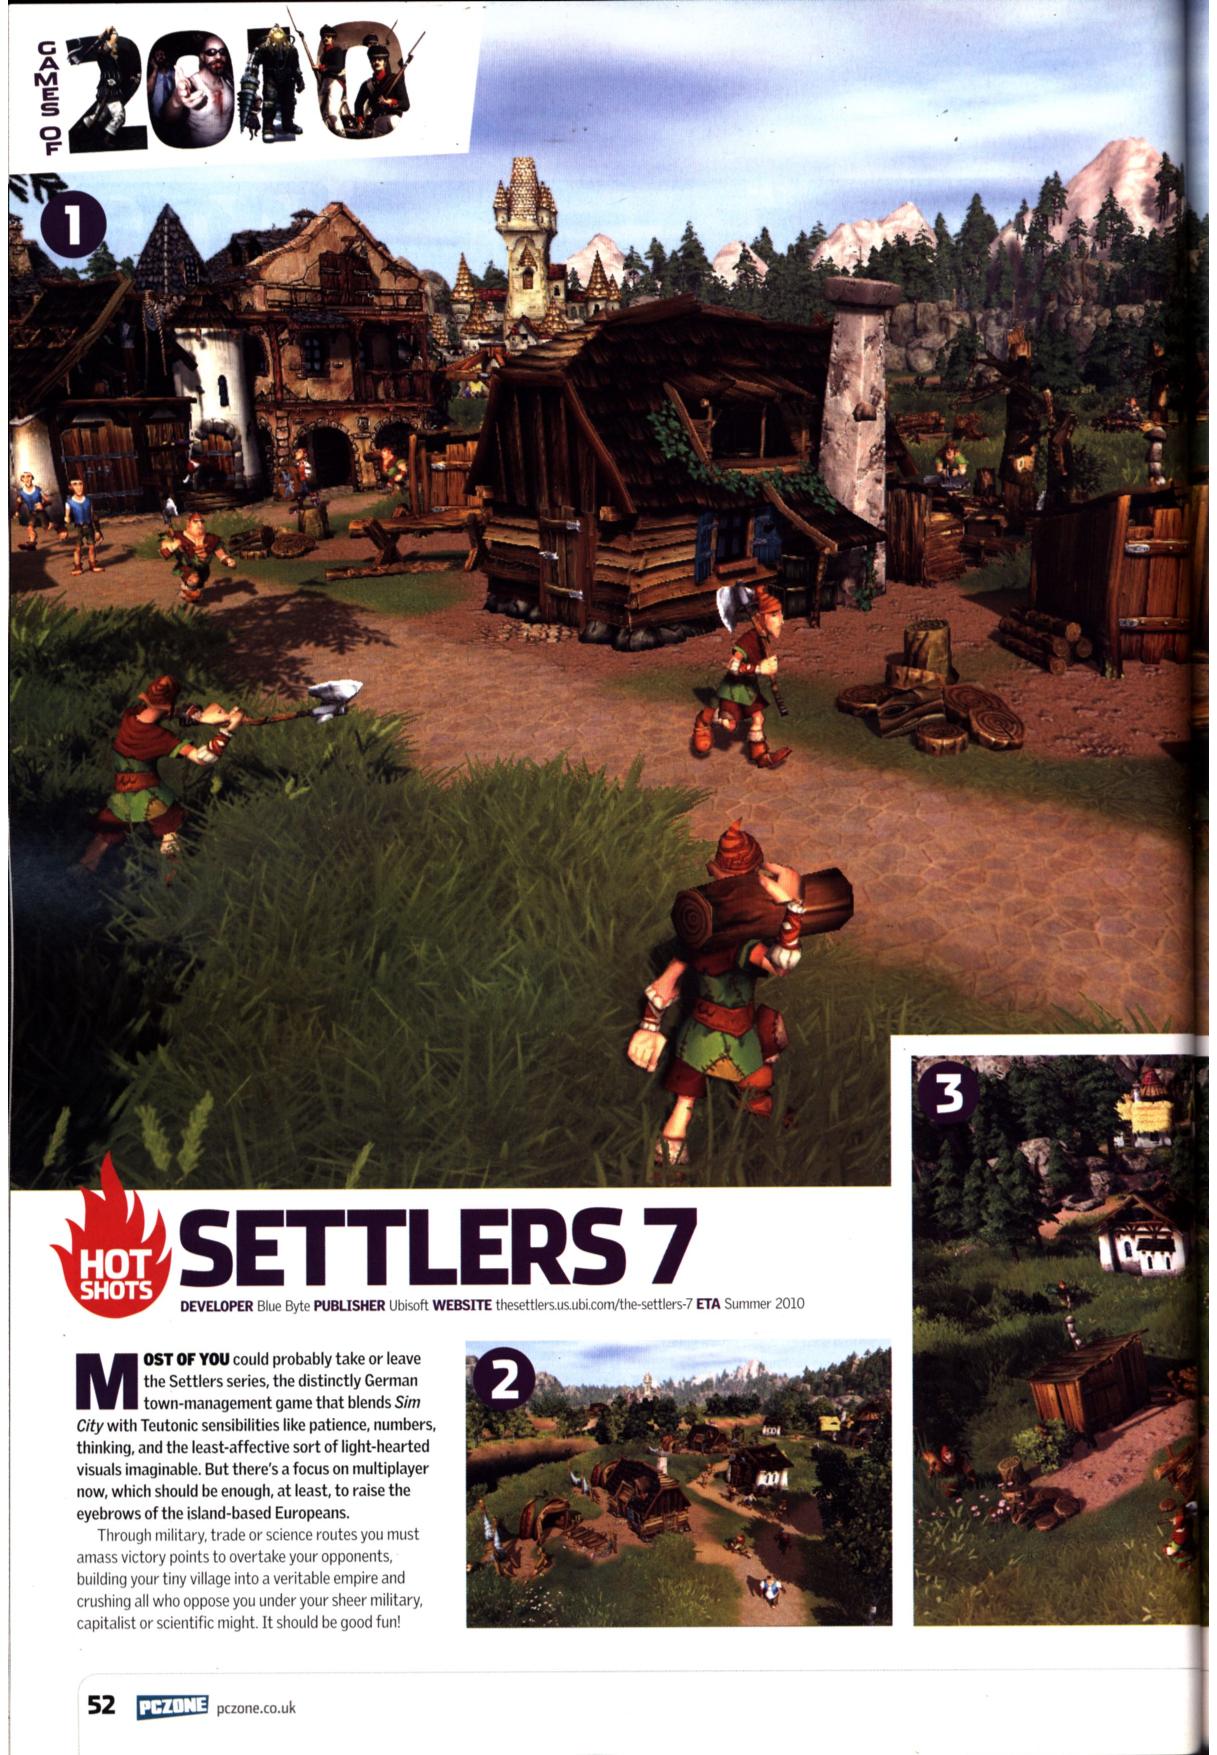 GAMES OF
2010
1
3
HOT
SHOTS
SETTLERS 7
DEVELOPER Blue Byte PUBLISHER Ubisoft WEBSITE thesettlers.us.ubi.com/the-settlers-7 ETA Summer 2010
MOST OF YOU could probably take or leave
the Settlers series, the distinctly German
town-management game that blends Sim
City with Teutonic sensibilities like patience, numbers,
thinking, and the least-affective sort of light-hearted
visuals imaginable. But there's a focus on multiplayer
now, which should be enough, at least, to raise the
eyebrows of the island-based Europeans.
Through military, trade or science routes you must
amass victory points to overtake your opponents,
building your tiny village into a veritable empire and
crushing all who oppose you under your sheer military,
capitalist or scientific might. It should be good fun!
2
52 PCZONE pczone.co.uk